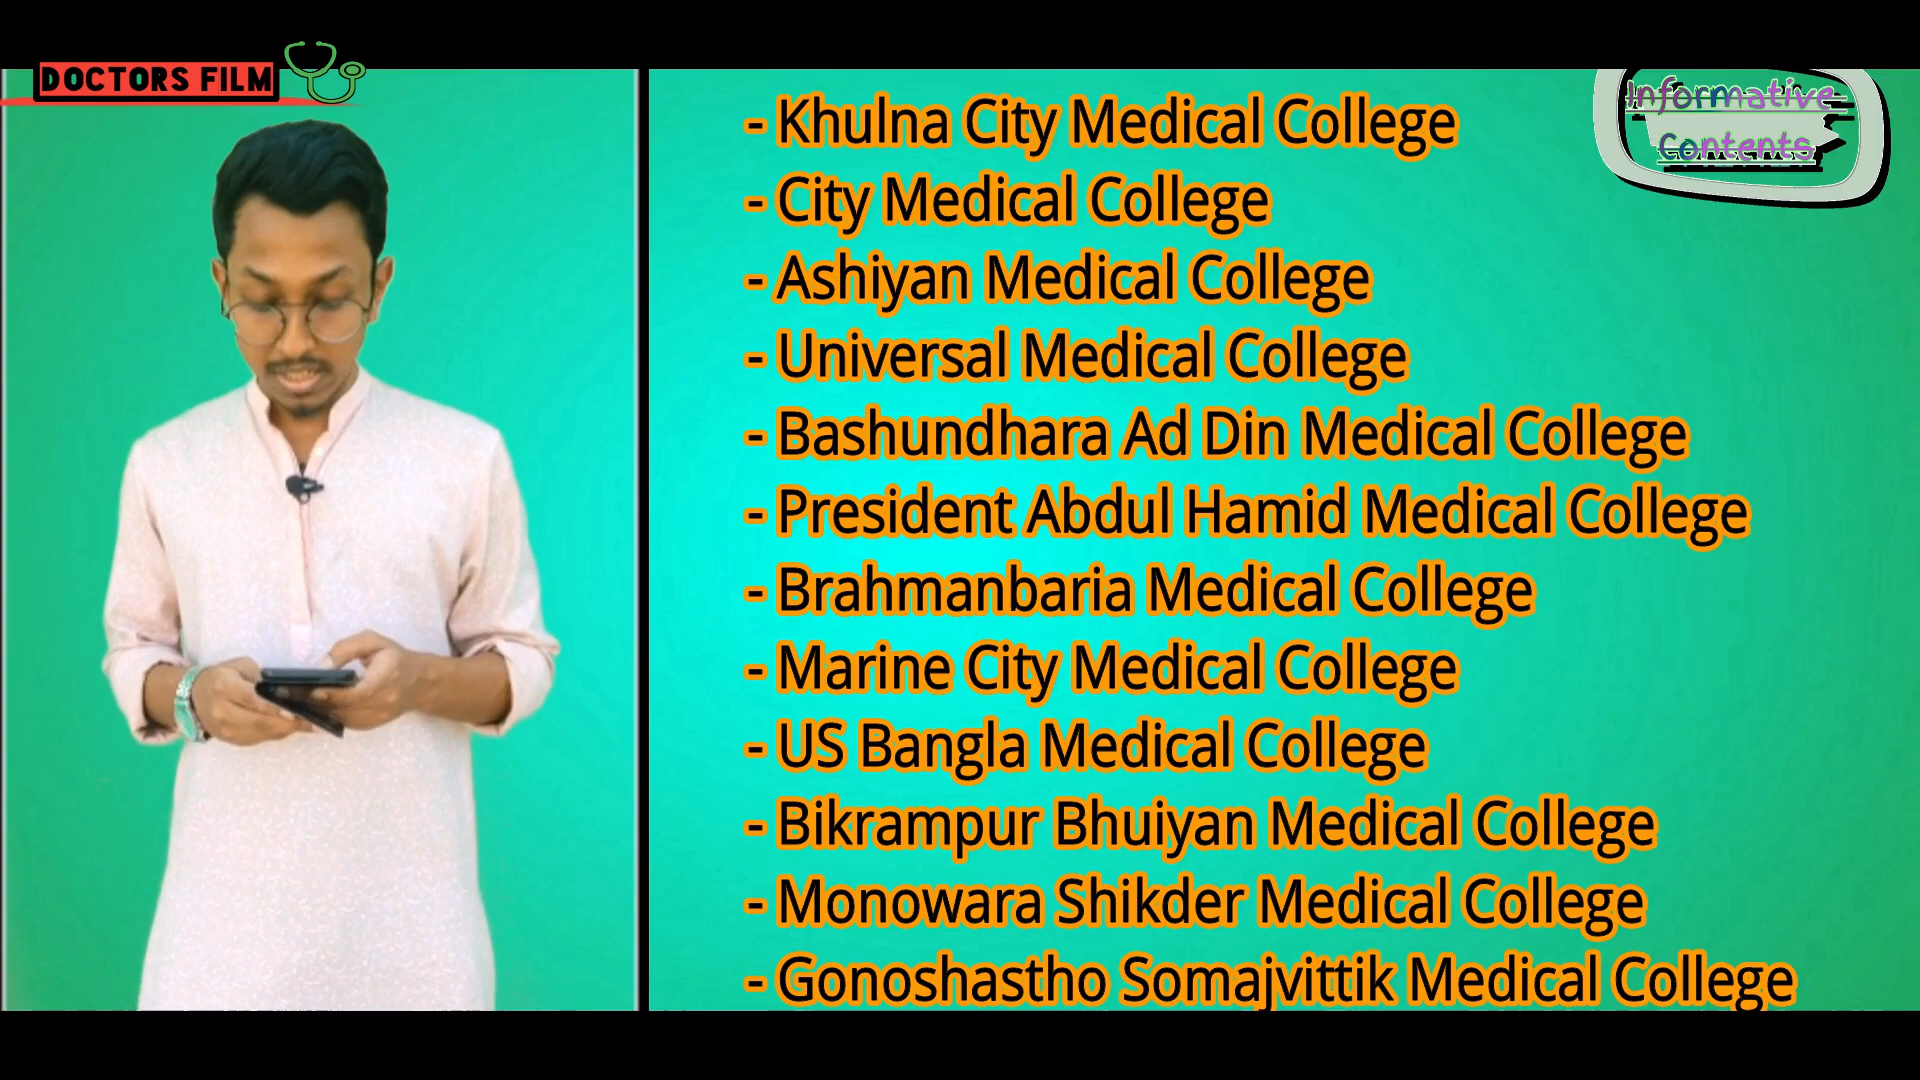 DOCTORS FILM
Informative
Contents
- Khulna City Medical College
- City Medical College
- Ashiyan Medical College
- Universal Medical College
- Bashundhara Ad Din Medical College
- President Abdul Hamid Medical College
- Brahmanbaria Medical College
- Marine City Medical College
- US Bangla Medical College
- Bikrampur Bhuiyan Medical College
- Monowara Shikder Medical College
- Gonoshastho Somajvittik Medical College